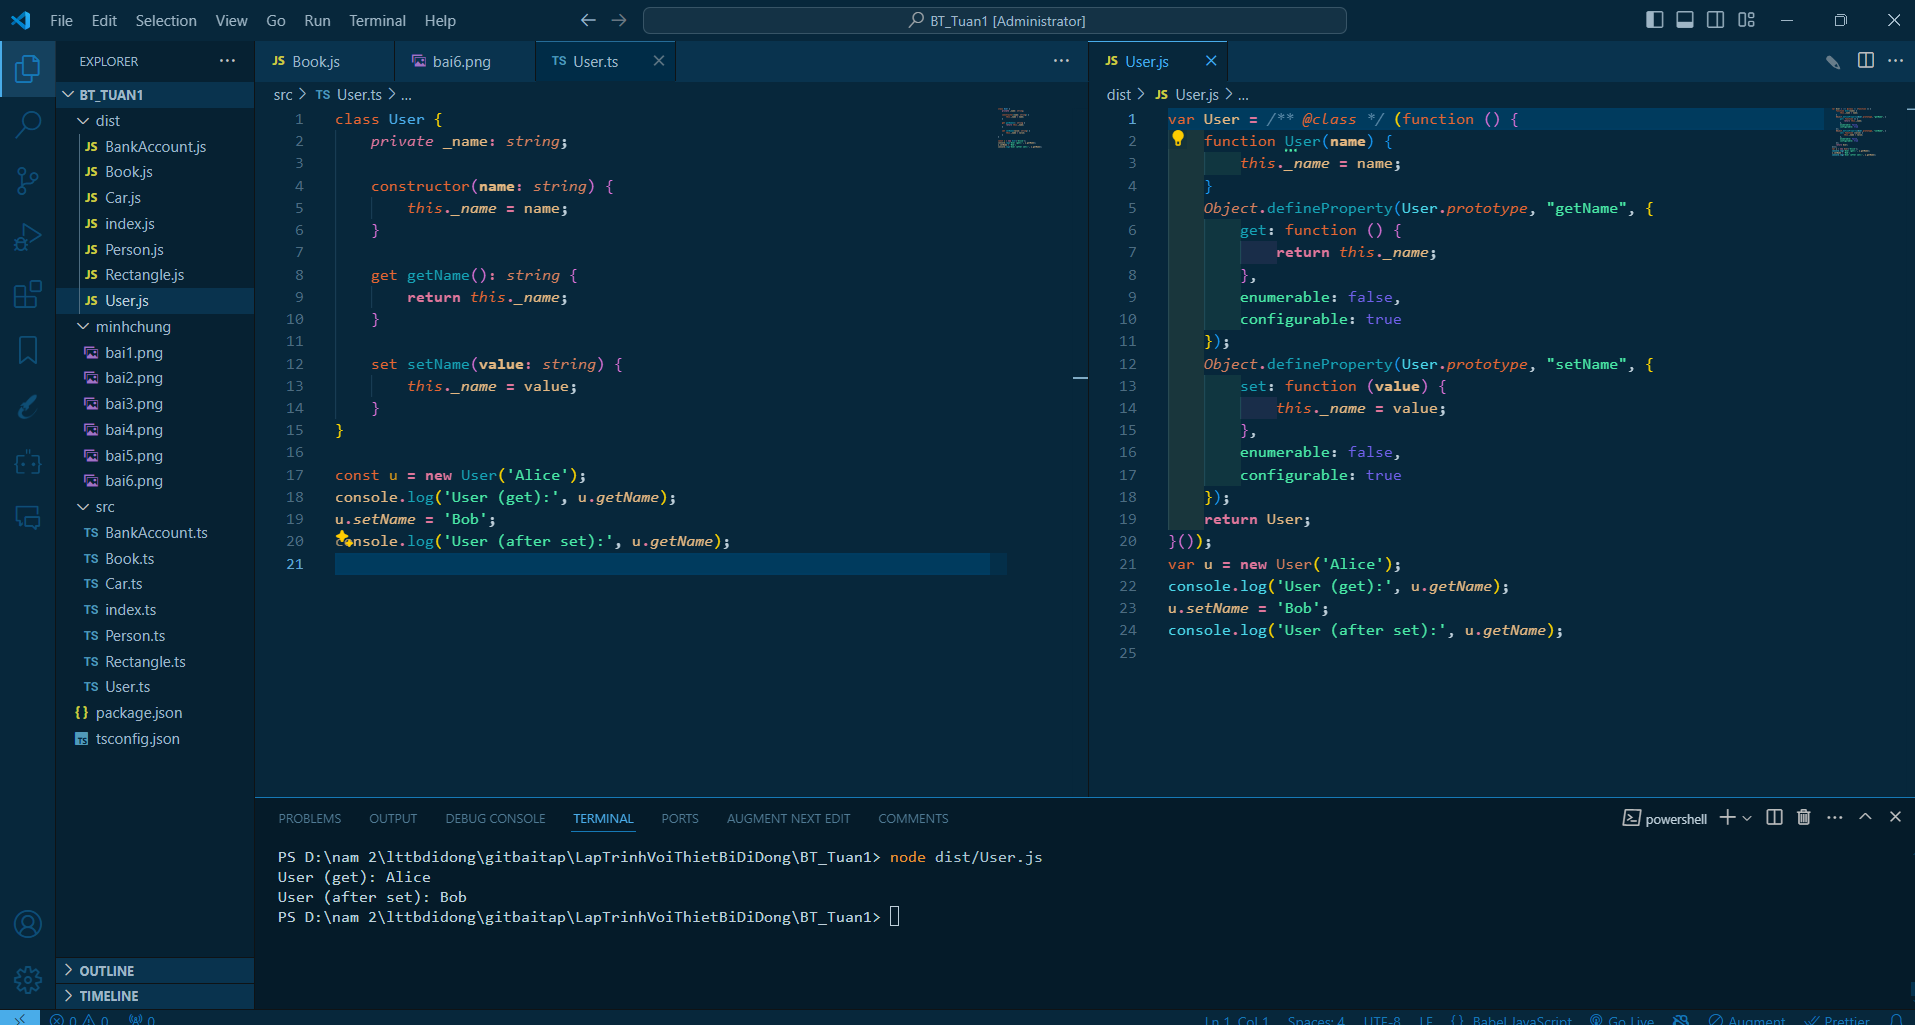 File Edit Selection View Go Run Terminal Help
BT_Tuan1 [Administrator]
EXPLORER
BT_TUAN1
dist
JS BankAccount.js
JS Book.js
JS Car.js
JS index.js
JS Person.js
JS Rectangle.js
JS User.js
minhchung
bai1.png
bai2.png
bai3.png
bai4.png
bai5.png
bai6.png
src
TS BankAccount.ts
TS Book.ts
TS Car.ts
TS index.ts
TS Person.ts
TS Rectangle.ts
TS User.ts
{} package.json
TS tsconfig.json
OUTLINE
TIMELINE
JS Book.js
bai6.png
TS User.ts
src > TS User.ts > ...
1 class User {
2 private _name: string;
3
4 constructor(name: string) {
5 this._name = name;
6 }
7
8 get getName(): string {
9 return this._name;
10 }
11
12 set setName(value: string) {
13 this._name = value;
14 }
15 }
16
17 const u = new User('Alice');
18 console.log('User (get):', u.getName);
19 u.setName = 'Bob';
20 console.log('User (after set):', u.getName);
21
JS User.js
dist > JS User.js > ...
1 var User = /** @class */ (function () {
2 function User(name) {
3 this._name = name;
4 }
5 Object.defineProperty(User.prototype, "getName", {
6 get: function () {
7 return this._name;
8 },
9 enumerable: false,
10 configurable: true
11 });
12 Object.defineProperty(User.prototype, "setName", {
13 set: function (value) {
14 this._name = value;
15 },
16 enumerable: false,
17 configurable: true
18 });
19 return User;
20 }());
21 var u = new User('Alice');
22 console.log('User (get):', u.getName);
23 u.setName = 'Bob';
24 console.log('User (after set):', u.getName);
25
PROBLEMS OUTPUT DEBUG CONSOLE TERMINAL PORTS AUGMENT NEXT EDIT COMMENTS
powershell
PS D:\nam 2\lttbdidong\gitbaitap\LapTrinhVoiThietBiDiDong\BT_Tuan1> node dist/User.js
User (get): Alice
User (after set): Bob
PS D:\nam 2\lttbdidong\gitbaitap\LapTrinhVoiThietBiDiDong\BT_Tuan1>
0 0 0
Ln 1, Col 1 Spaces: 4 UTF-8 LF {} Babel JavaScript Go Live Augment Prettier